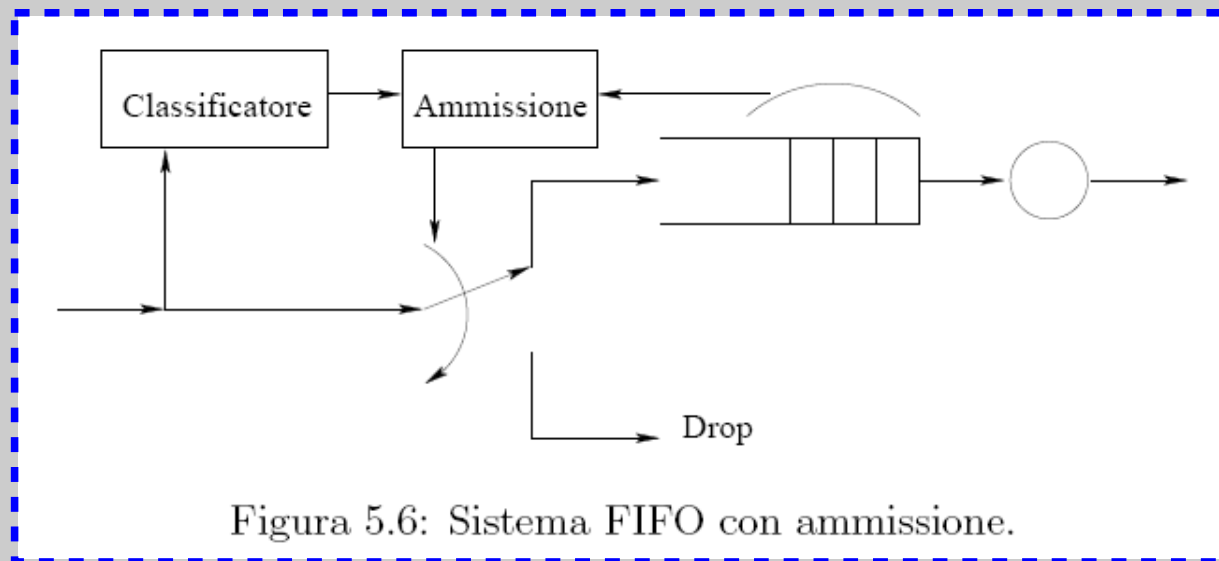 Classificatore
Ammissione
Drop
Figura 5.6: Sistema FIFO con ammissione.